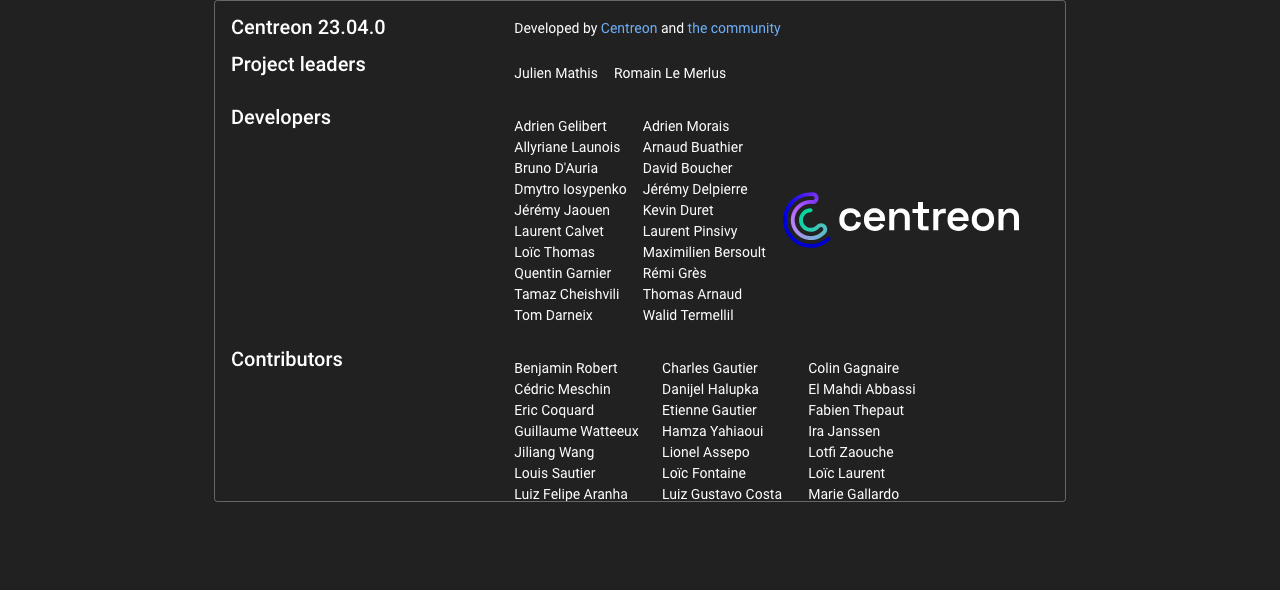 Centreon 23.04.0
Developed by Centreon and the community
Project leaders
Julien Mathis Romain Le Merlus
Developers
Adrien Gelibert Adrien Morais
Allyriane Launois Arnaud Buathier
Bruno D'Auria David Boucher
Dmytro Iosypenko Jérémy Delpierre
Jérémy Jaouen Kevin Duret
Laurent Calvet Laurent Pinsivy
Loïc Thomas Maximilien Bersoult
Quentin Garnier Rémi Grès
Tamaz Cheishvili Thomas Arnaud
Tom Darneix Walid Termellil
centreon
Contributors
Benjamin Robert Charles Gautier Colin Gagnaire
Cédric Meschin Danijel Halupka El Mahdi Abbassi
Eric Coquard Etienne Gautier Fabien Thepaut
Guillaume Watteeux Hamza Yahiaoui Ira Janssen
Jiliang Wang Lionel Assepo Lotfi Zaouche
Louis Sautier Loïc Fontaine Loïc Laurent
Luiz Felipe Aranha Luiz Gustavo Costa Marie Gallardo